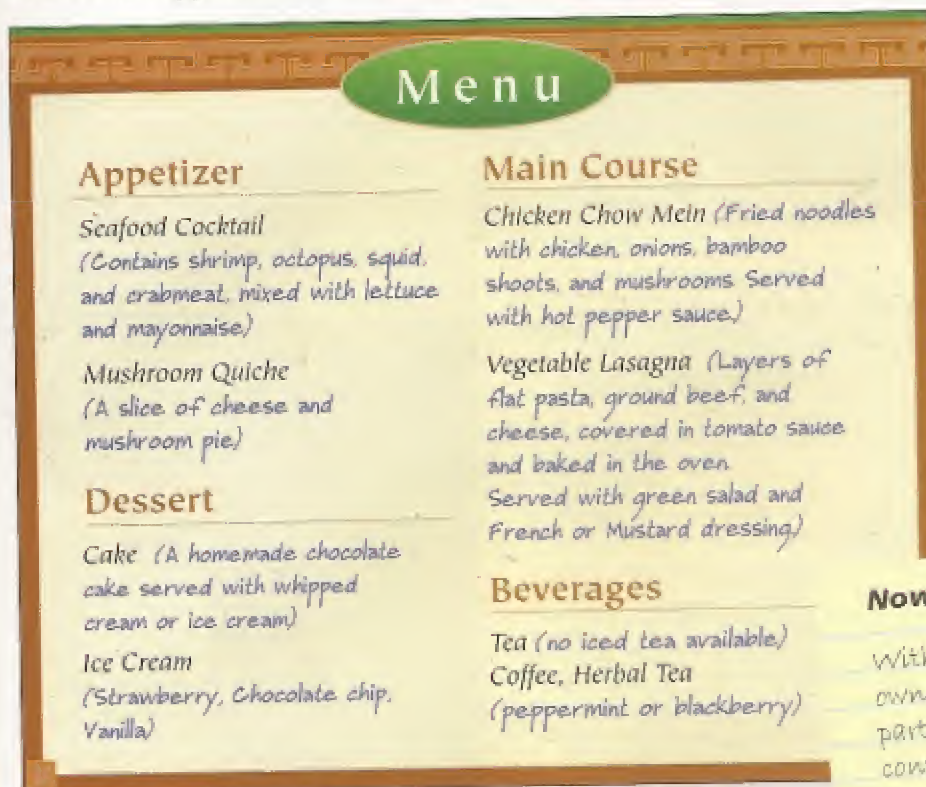 Menu
Appetizer
Seafood Cocktail
(Contains shrimp, octopus, squid,
and crabmeat, mixed with lettuce
and mayonnaise)
Mushroom Quiche
(A slice of cheese and
mushroom pie)
Dessert
Cake (A homemade chocolate
cake served with whipped
cream or ice cream)
Ice Cream
(Strawberry, Chocolate chip,
Vanilla)
Main Course
Chicken Chow Mein (Fried noodles
with chicken, onions, bamboo
shoots, and mushrooms Served
with hot pepper sauce.)
Vegetable Lasagna (Layers of
flat pasta, ground beef, and
cheese, covered in tomato sauce
and baked in the oven.
Served with green salad and
French or Mustard dressing)
Beverages
Tea (no iced tea available)
Coffee, Herbal Tea
(peppermint or blackberry)
Now
With
own
part
con